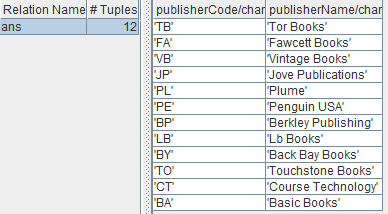 Relation Name # Tuples
ans 12
publisherCode/char publisherName/char
'TB' 'Tor Books'
'FA' 'Fawcett Books'
'VB' 'Vintage Books'
'JP' 'Jove Publications'
'PL' 'Plume'
'PE' 'Penguin USA'
'BP' 'Berkley Publishing'
'LB' 'Lb Books'
'BY' 'Back Bay Books'
'TO' 'Touchstone Books'
'CT' 'Course Technology'
'BA' 'Basic Books'